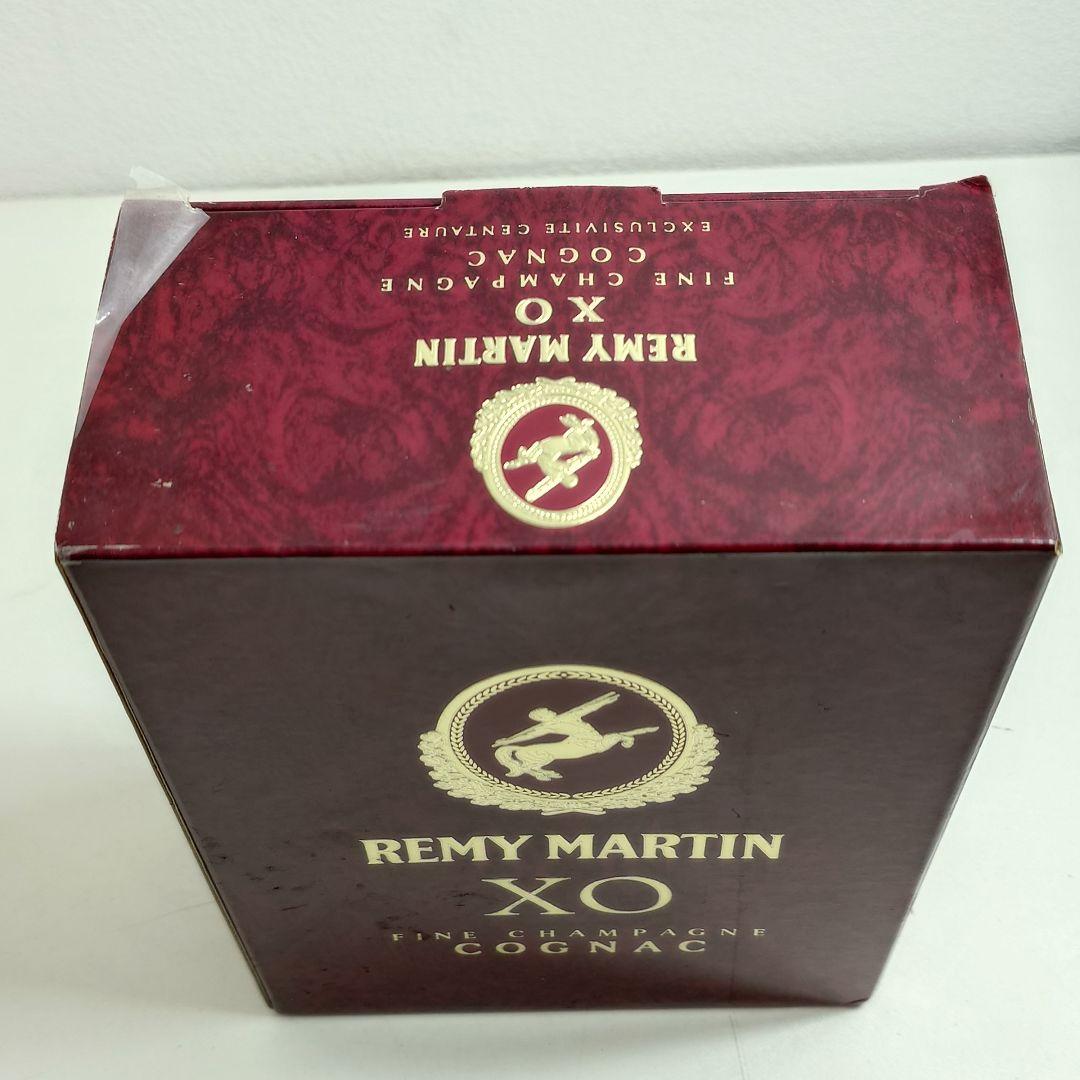 REMY MARTIN
XO
FINE CHAMPAGNE
COGNAC
EXCLUSIVITE CENTAURE
REMY MARTIN
XO
FINE CHAMPAGNE
COGNAC